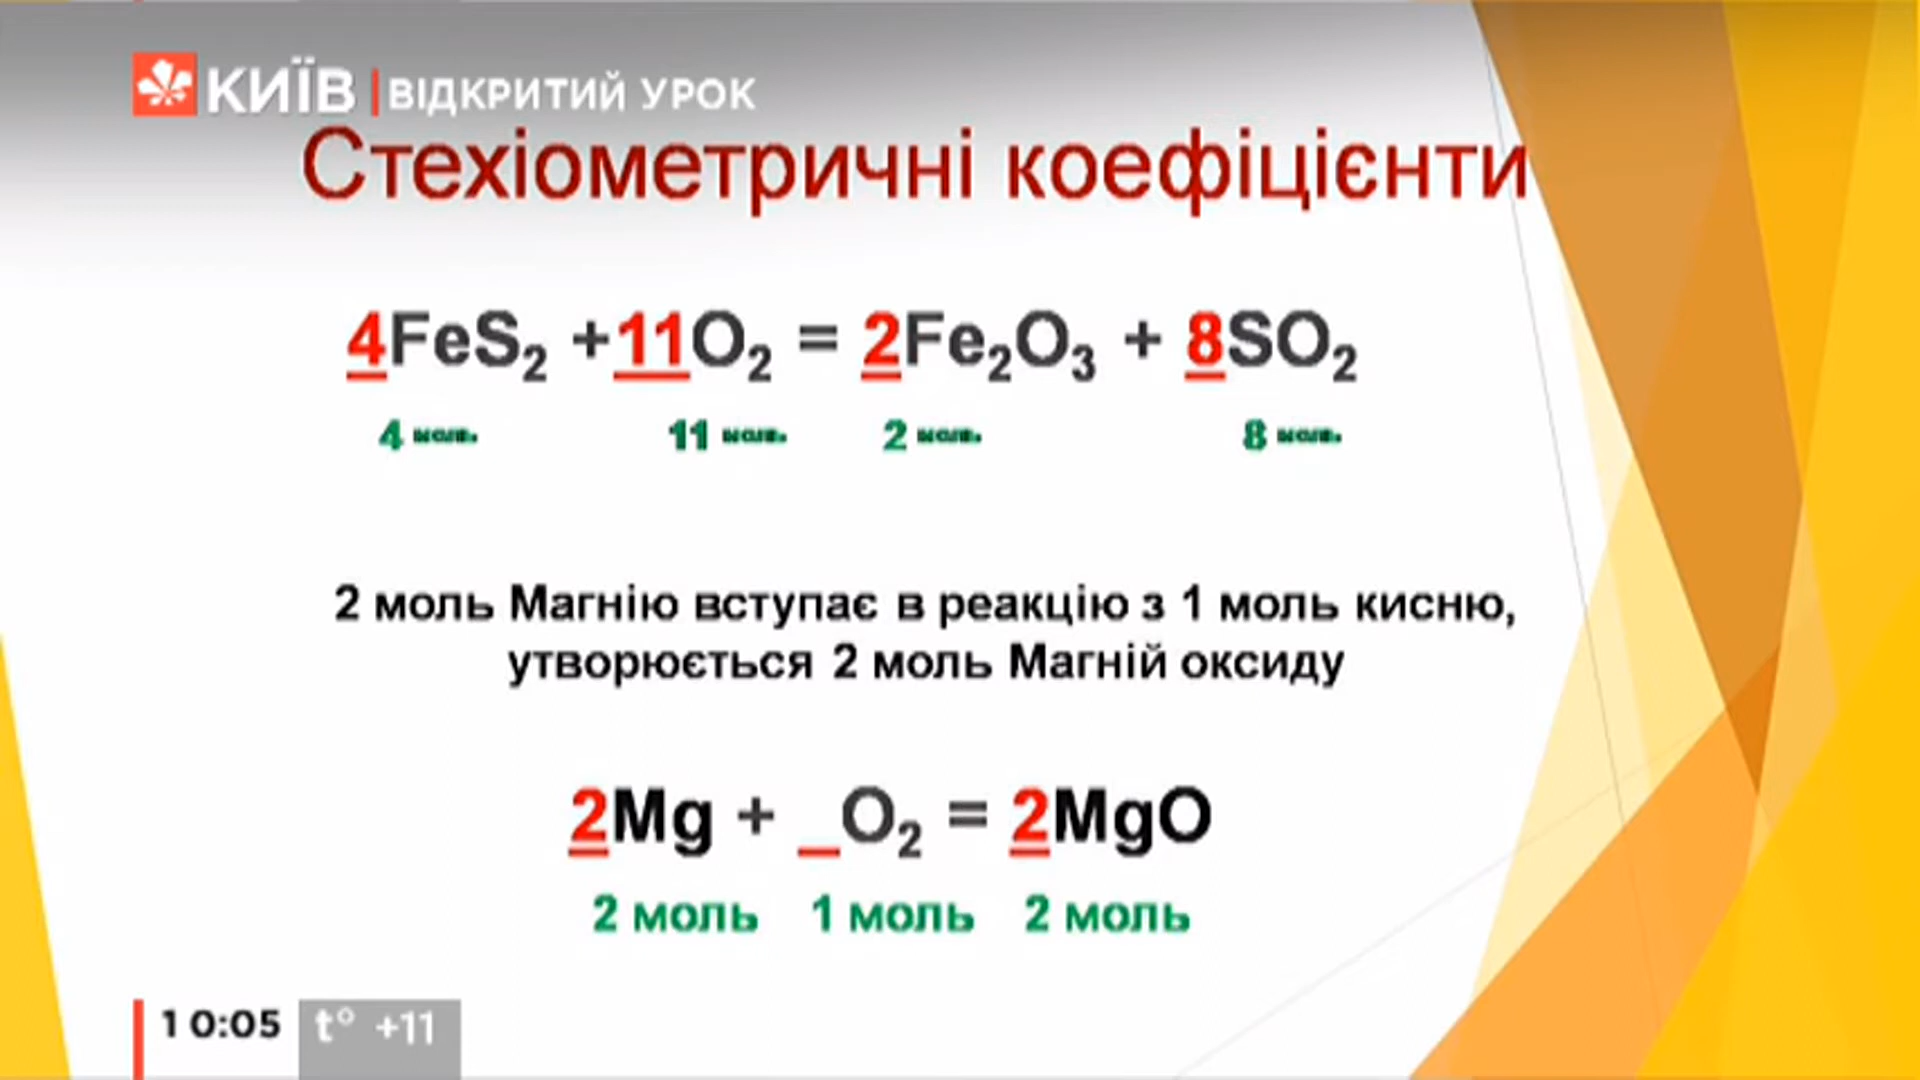 КИЇВ | ВІДКРИТИЙ УРОК
Стехіометричні коефіцієнти
4FeS₂ +11O₂ = 2Fe₂O₃ + 8SO₂
4 моль 11 моль 2 моль 8 моль
2 моль Магнію вступає в реакцію з 1 моль кисню,
утворюється 2 моль Магній оксиду
2Mg + _O₂ = 2MgO
2 моль 1 моль 2 моль
10:05 t° +11